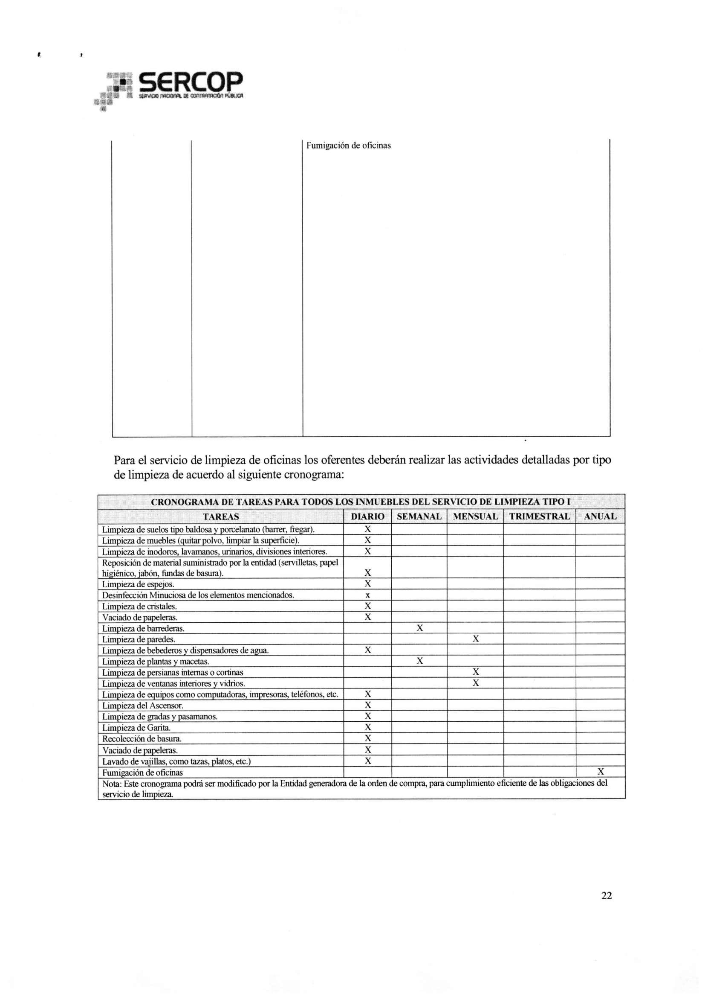 SERCOP
SERVICIO NACIONAL DE CONTRATACIÓN PÚBLICA
Fumigación de oficinas
Para el servicio de limpieza de oficinas los oferentes deberán realizar las actividades detalladas por tipo
de limpieza de acuerdo al siguiente cronograma:
CRONOGRAMA DE TAREAS PARA TODOS LOS INMUEBLES DEL SERVICIO DE LIMPIEZA TIPO I
TAREAS DIARIO SEMANAL MENSUAL TRIMESTRAL ANUAL
Limpieza de suelos tipo baldosa y porcelanato (barrer, fregar). X
Limpieza de muebles (quitar polvo, limpiar la superficie). X
Limpieza de inodoros, lavamanos, urinarios, divisiones interiores. X
Reposición de material suministrado por la entidad (servilletas, papel
higiénico, jabón, fundas de basura). X
Limpieza de espejos. X
Desinfección Minuciosa de los elementos mencionados. x
Limpieza de cristales. X
Vaciado de papeleras. X
Limpieza de barrederas. X
Limpieza de paredes. X
Limpieza de bebederos y dispensadores de agua. X
Limpieza de plantas y macetas. X
Limpieza de persianas internas o cortinas X
Limpieza de ventanas interiores y vidrios. X
Limpieza de equipos como computadoras, impresoras, teléfonos, etc. X
Limpieza del Ascensor. X
Limpieza de gradas y pasamanos. X
Limpieza de Garita. X
Recolección de basura. X
Vaciado de papeleras. X
Lavado de vajillas, como tazas, platos, etc.) X
Fumigación de oficinas X
Nota: Este cronograma podrá ser modificado por la Entidad generadora de la orden de compra, para cumplimiento eficiente de las obligaciones del
servicio de limpieza.
22